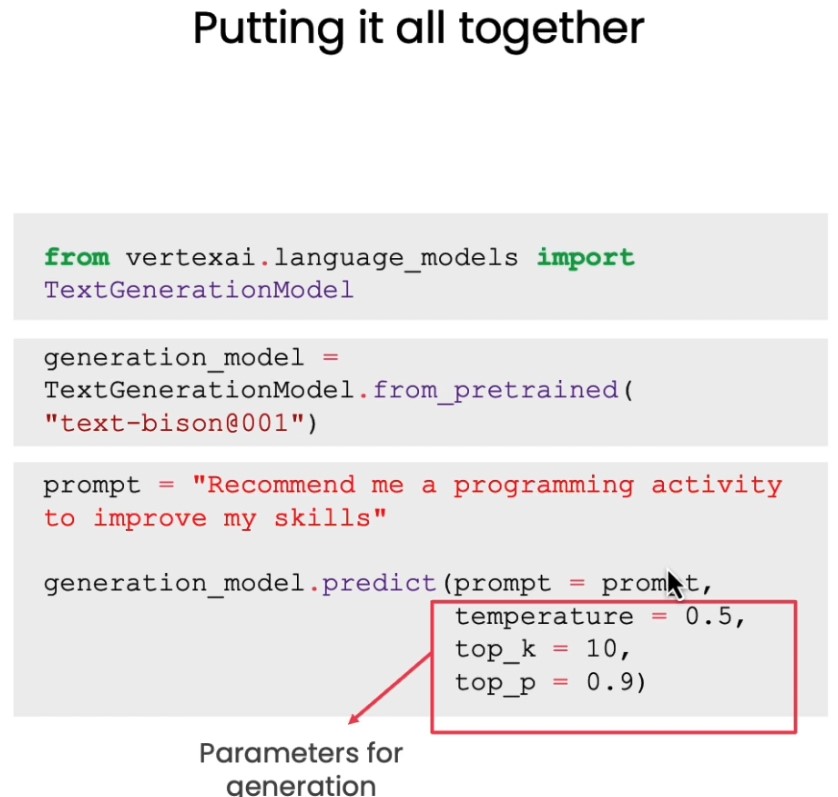 Putting it all together
from vertexai.language_models import
TextGenerationModel
generation_model =
TextGenerationModel.from_pretrained(
"text-bison@001")
prompt = "Recommend me a programming activity
to improve my skills"
generation_model.predict(prompt = prompt,
temperature = 0.5,
top_k = 10,
top_p = 0.9)
Parameters for
generation